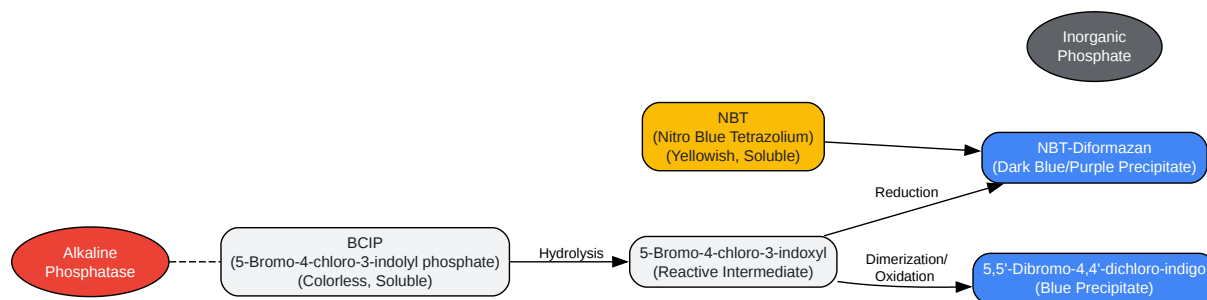 Inorganic
Phosphate
NBT
(Nitro Blue Tetrazolium)
(Yellowish, Soluble)
NBT-Diformazan
(Dark Blue/Purple Precipitate)
Reduction
Alkaline
Phosphatase
BCIP
(5-Bromo-4-chloro-3-indolyl phosphate)
(Colorless, Soluble)
Hydrolysis
5-Bromo-4-chloro-3-indoxyl
(Reactive Intermediate)
Dimerization/
Oxidation
5,5'-Dibromo-4,4'-dichloro-indigo
(Blue Precipitate)